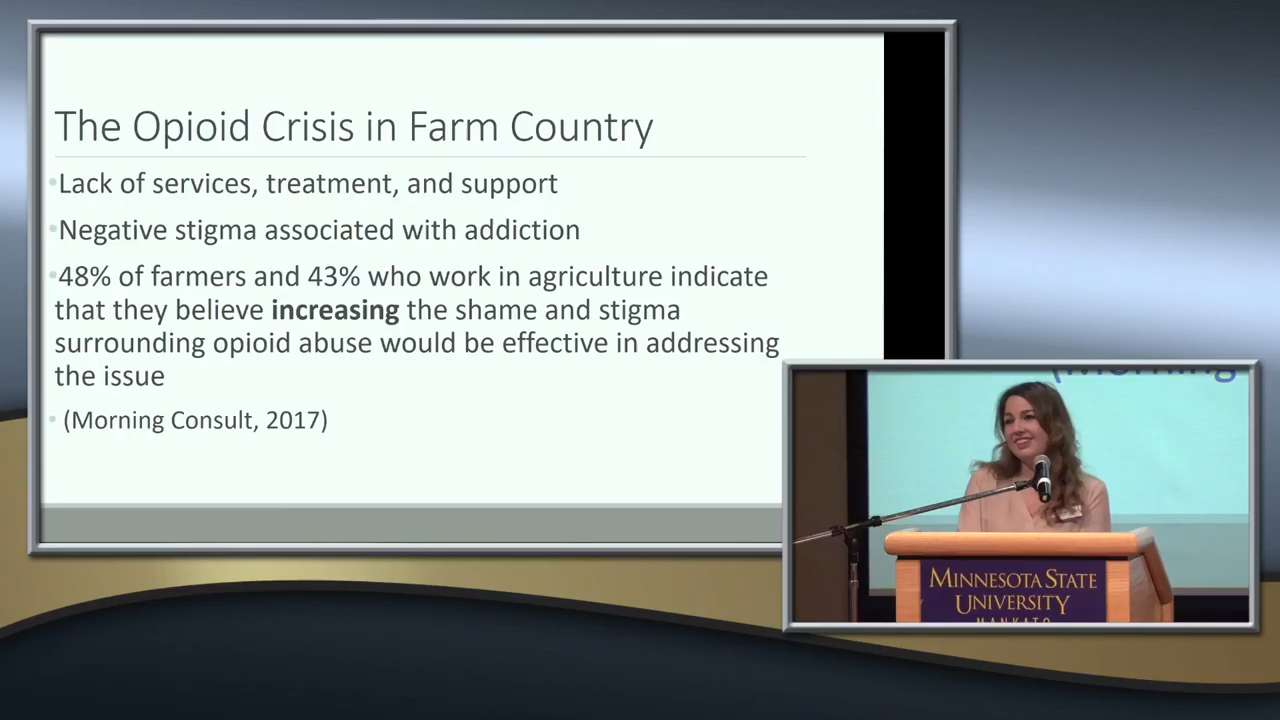 The Opioid Crisis in Farm Country
•Lack of services, treatment, and support
•Negative stigma associated with addiction
•48% of farmers and 43% who work in agriculture indicate
that they believe increasing the shame and stigma
surrounding opioid abuse would be effective in addressing
the issue
• (Morning Consult, 2017)
(Morning
MINNESOTA STATE
UNIVERSITY
MANKATO